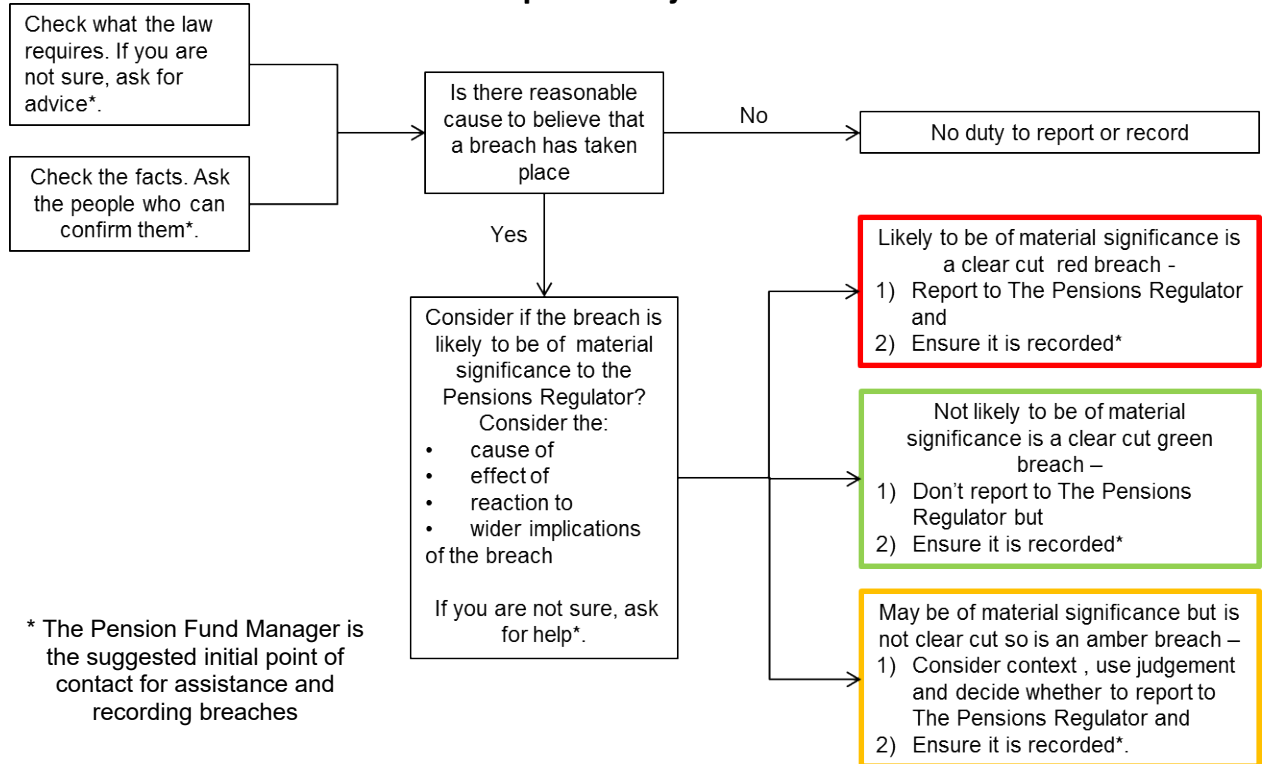 Check what the law
requires. If you are
not sure, ask for
advice*.
Check the facts. Ask
the people who can
confirm them*.
Is there reasonable
cause to believe that
a breach has taken
place
No
No duty to report or record
Yes
Consider if the breach is
likely to be of material
significance to the
Pensions Regulator?
Consider the:
• cause of
• effect of
• reaction to
• wider implications
of the breach
If you are not sure, ask
for help*.
Likely to be of material significance is
a clear cut red breach -
1) Report to The Pensions Regulator
and
2) Ensure it is recorded*
Not likely to be of material
significance is a clear cut green
breach –
1) Don't report to The Pensions
Regulator but
2) Ensure it is recorded*
May be of material significance but is
not clear cut so is an amber breach –
1) Consider context , use judgement
and decide whether to report to
The Pensions Regulator and
2) Ensure it is recorded*.
* The Pension Fund Manager is
the suggested initial point of
contact for assistance and
recording breaches